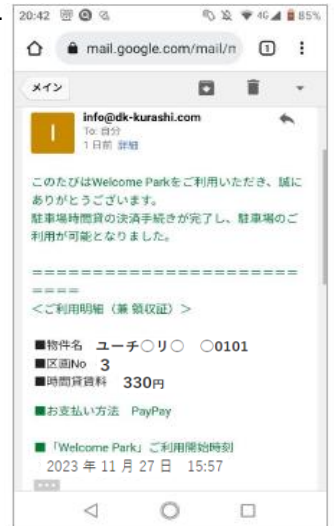 20:42 4G 85%
mail.google.com/mail/n 1
メイン
I
info@dk-kurashi.com
To: 自分
1 日前 詳細
このたびはWelcome Parkをご利用いただき、誠に
ありがとうございます。
駐車場時間貸の決済手続きが完了し、駐車場のご
利用が可能となりました。
========================
====
＜ご利用明細（兼 領収証）＞
■物件名 ユーチ○リ○ ○0101
■区画No 3
■時間貸賃料 330円
■お支払い方法 PayPay
■「Welcome Park」ご利用開始時刻
2023 年 11 月 27 日 15:57